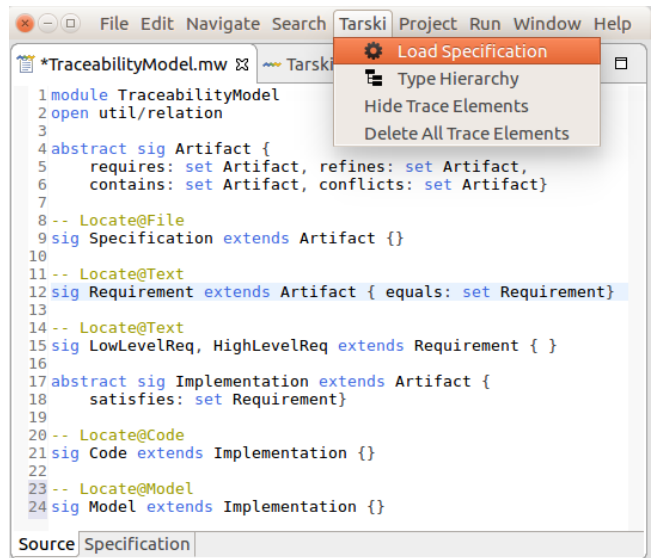 File Edit Navigate Search Tarski Project Run Window Help
*TraceabilityModel.mw Tarski
Load Specification
Type Hierarchy
Hide Trace Elements
Delete All Trace Elements
1 module TraceabilityModel
2 open util/relation
3
4 abstract sig Artifact {
5     requires: set Artifact, refines: set Artifact,
6     contains: set Artifact, conflicts: set Artifact}
7
8 -- Locate@File
9 sig Specification extends Artifact {}
10
11 -- Locate@Text
12 sig Requirement extends Artifact { equals: set Requirement}
13
14 -- Locate@Text
15 sig LowLevelReq, HighLevelReq extends Requirement { }
16
17 abstract sig Implementation extends Artifact {
18     satisfies: set Requirement}
19
20 -- Locate@Code
21 sig Code extends Implementation {}
22
23 -- Locate@Model
24 sig Model extends Implementation {}
Source Specification